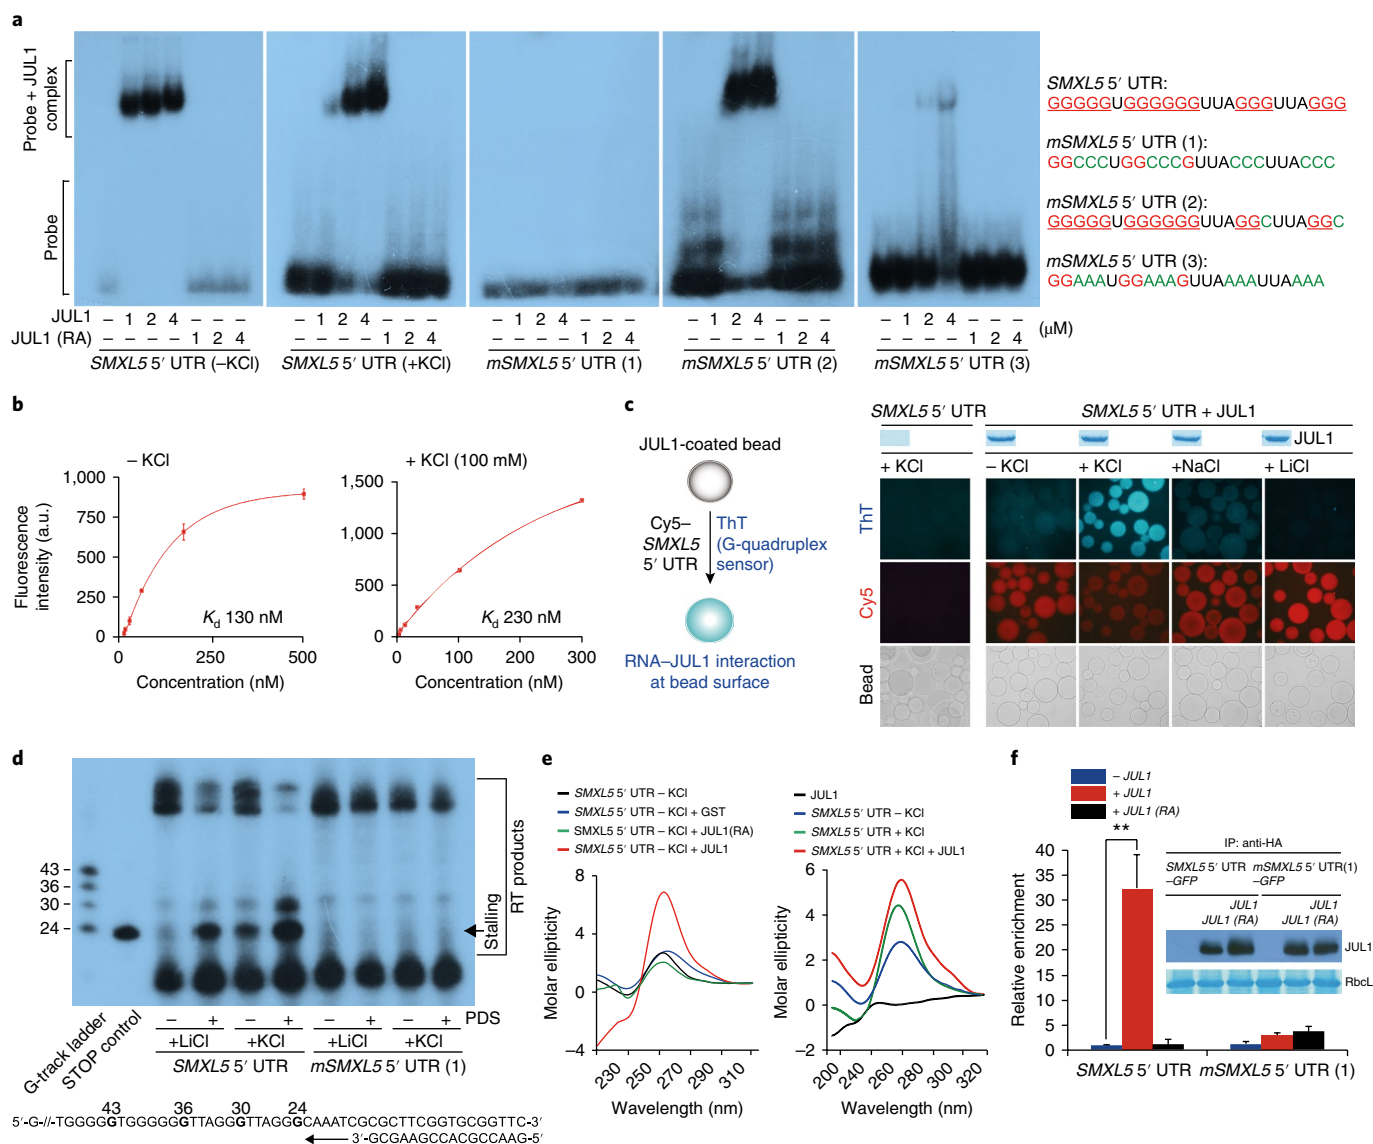 a
Probe + JUL1 complex
Probe
JUL1 – 1 2 4 – – – – 1 2 4 – – – – 1 2 4 – – – – 1 2 4 – – – – 1 2 4 – – – (μM)
JUL1 (RA) – – – – 1 2 4 – – – – 1 2 4 – – – – 1 2 4 – – – – 1 2 4 – – – – 1 2 4
SMXL5 5′ UTR (–KCl)
SMXL5 5′ UTR (+KCl)
mSMXL5 5′ UTR (1)
mSMXL5 5′ UTR (2)
mSMXL5 5′ UTR (3)
SMXL5 5′ UTR:
GGGGGUGGGGGGUUAGGGUUAGGG
mSMXL5 5′ UTR (1):
GGCCCUGGCCCGUUACCCUUACCC
mSMXL5 5′ UTR (2):
GGGGGUGGGGGGUUAGGCUUAGGC
mSMXL5 5′ UTR (3):
GGAAAUGGAAAGUUAAAAUUAAAA
b
Fluorescence intensity (a.u.)
– KCl
1,000
750
500
250
0
0 250 500
Kd 130 nM
Concentration (nM)
+ KCl (100 mM)
1,500
1,000
500
0
0 100 200 300
Kd 230 nM
Concentration (nM)
c
JUL1-coated bead
Cy5–
SMXL5
5′ UTR
ThT
(G-quadruplex
sensor)
RNA–JUL1 interaction
at bead surface
SMXL5 5′ UTR
SMXL5 5′ UTR + JUL1
JUL1
+ KCl – KCl + KCl +NaCl + LiCl
ThT
Cy5
Bead
d
43
36
30
24
RT products
Stalling
– + – + – + – + PDS
+LiCl +KCl +LiCl +KCl
SMXL5 5′ UTR
mSMXL5 5′ UTR (1)
G-track ladder
STOP control
43 36 30 24
5′-G-//-TGGGGGTGGGGGGTTAGGGTTAGGGCAAATCGCGCTTCGGTGCGGTTC-3′
3′-GCGAAGCCACGCCAAG-5′
e
SMXL5 5′ UTR – KCl
SMXL5 5′ UTR – KCl + GST
SMXL5 5′ UTR – KCl + JUL1(RA)
SMXL5 5′ UTR – KCl + JUL1
Molar ellipticity
8
4
0
–4
230 250 270 290 310
Wavelength (nm)
JUL1
SMXL5 5′ UTR – KCl
SMXL5 5′ UTR + KCl
SMXL5 5′ UTR + KCl + JUL1
Molar ellipticity
6
4
2
0
–2
200 240 260 280 300 320
Wavelength (nm)
f
– JUL1
+ JUL1
+ JUL1 (RA)
**
Relative enrichment
40
35
30
25
20
15
10
5
0
SMXL5 5′ UTR
mSMXL5 5′ UTR (1)
IP: anti-HA
SMXL5 5′ UTR –GFP
mSMXL5 5′ UTR(1) –GFP
JUL1 JUL1 (RA)
JUL1 JUL1 (RA)
JUL1
RbcL